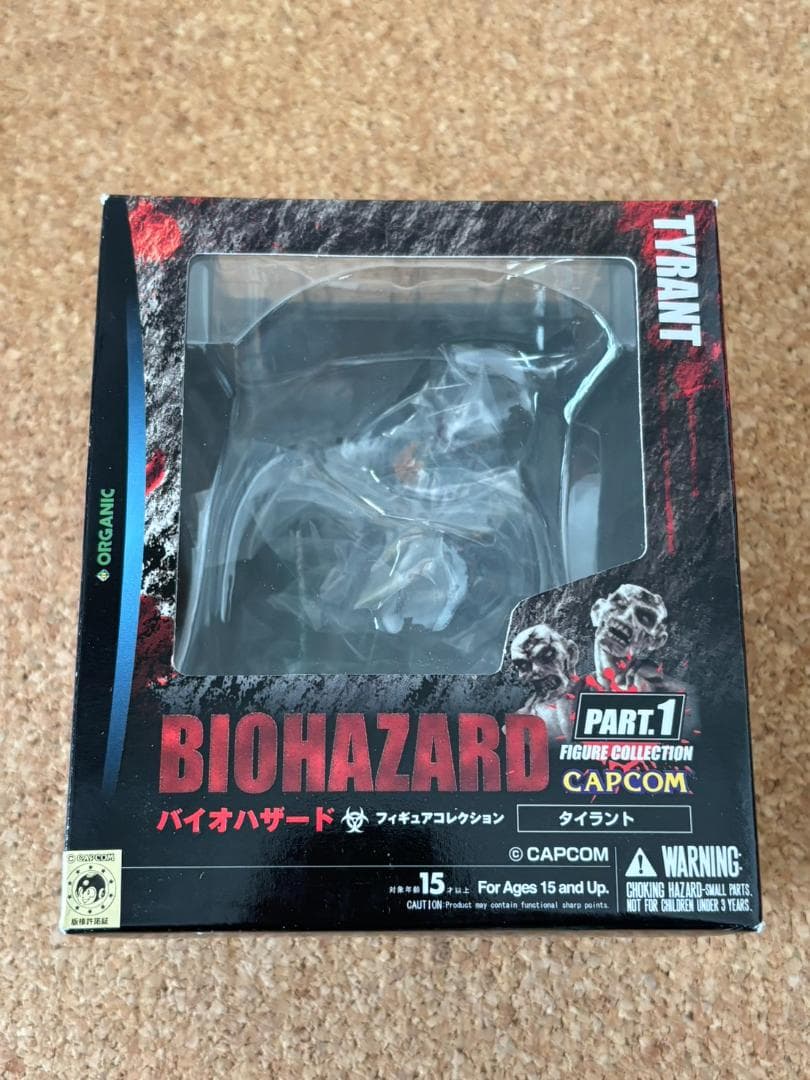 TYRANT
ORGANIC
BIOHAZARD
PART.1
FIGURE COLLECTION
CAPCOM
バイオハザード フィギュアコレクション タイラント
© CAPCOM
対象年齢15才以上 For Ages 15 and Up.
CAUTION:Product may contain functional sharp points.
WARNING:
CHOKING HAZARD-SMALL PARTS.
NOT FOR CHILDREN UNDER 3 YEARS.
© CAPCOM
版権許諾証